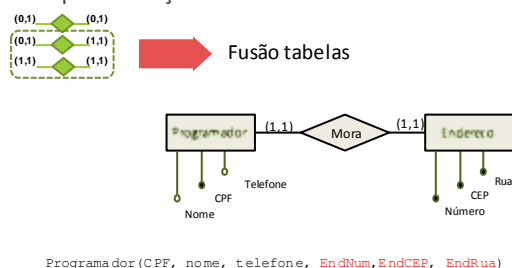 (0,1) (0,1)
(0,1) (1,1)
(1,1) (1,1)
Fusão tabelas
Programador (1,1) Mora (1,1) Endereco
Telefone
Rua
CPF
CEP
Nome
Número
Programador(CPF, nome, telefone, EndNum,EndCEP, EndRua)